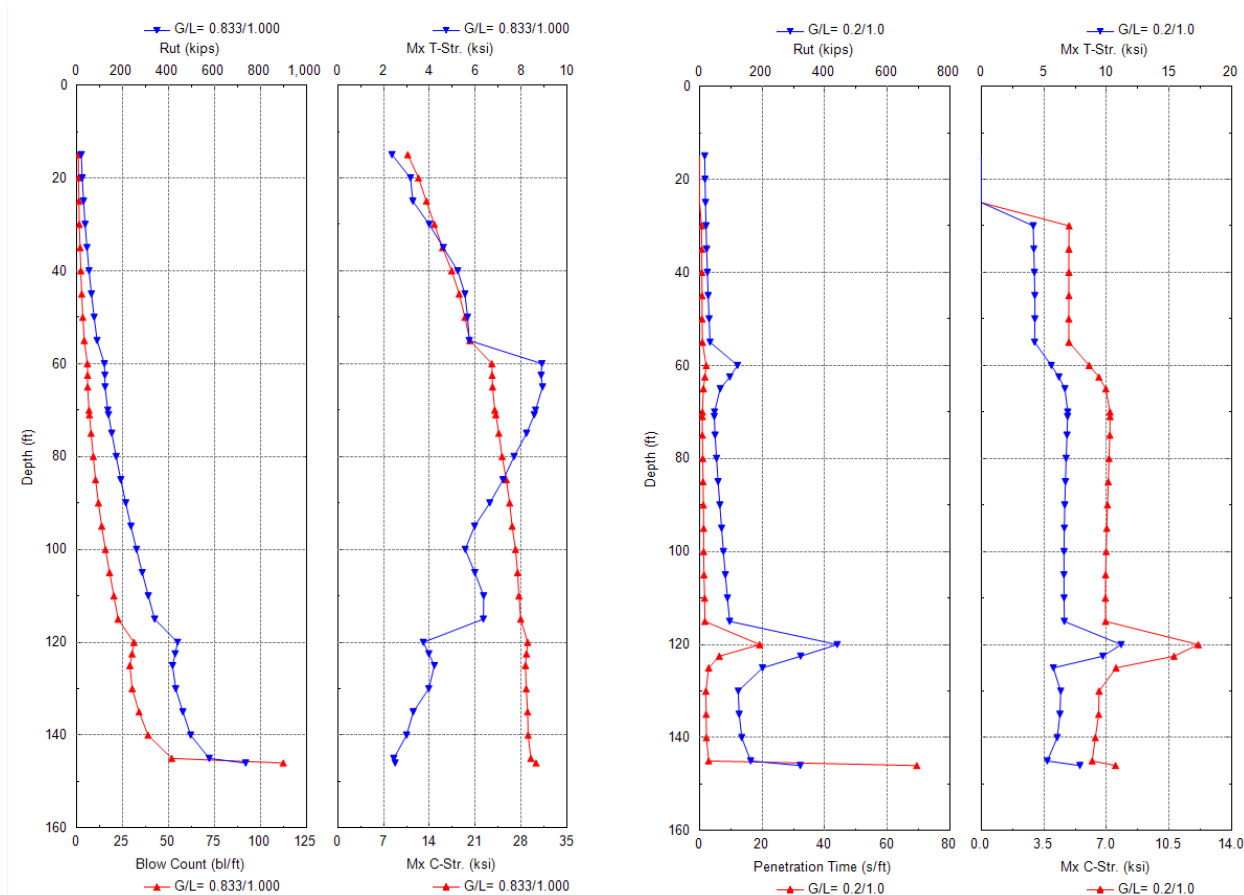 G/L= 0.833/1.000
G/L= 0.833/1.000
G/L= 0.2/1.0
G/L= 0.2/1.0
Rut (kips)
Mx T-Str. (ksi)
Rut (kips)
Mx T-Str. (ksi)
0 200 400 600 800 1,000
0 2 4 6 8 10
0 200 400 600 800
0 5 10 15 20
0
20
40
60
80
100
120
140
160
Depth (ft)
0
20
40
60
80
100
120
140
160
Depth (ft)
0 25 50 75 100 125
7 14 21 28 35
0 20 40 60 80
0.0 3.5 7.0 10.5 14.0
Blow Count (bl/ft)
Mx C-Str. (ksi)
Penetration Time (s/ft)
Mx C-Str. (ksi)
G/L= 0.833/1.000
G/L= 0.833/1.000
G/L= 0.2/1.0
G/L= 0.2/1.0